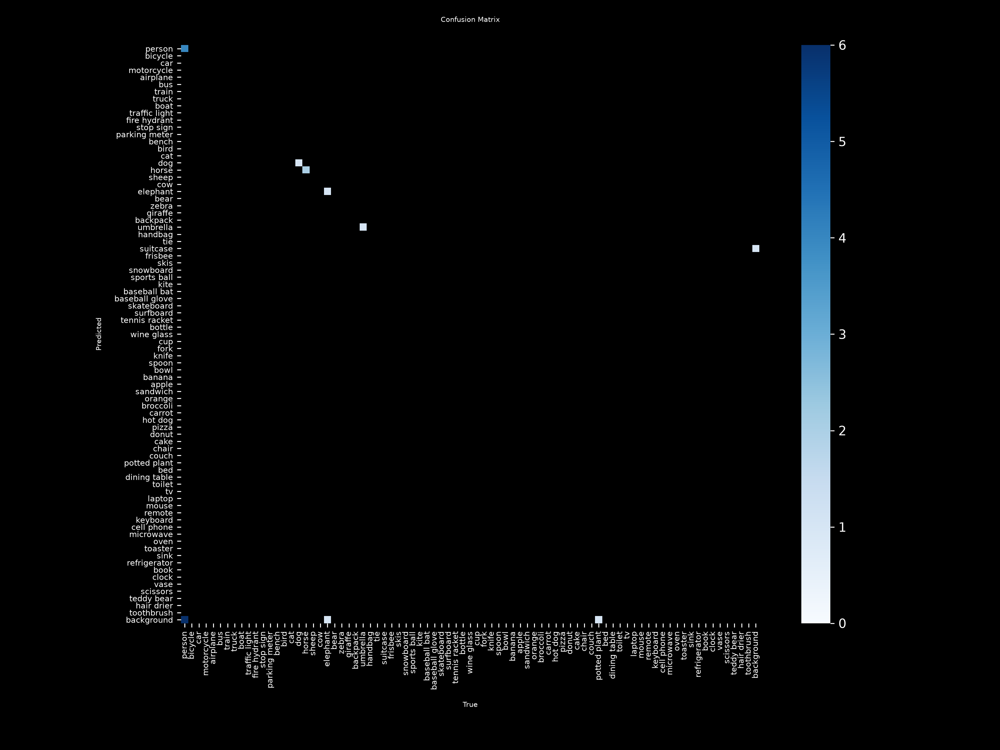 Confusion Matrix
person
bicycle
car
motorcycle
airplane
bus
train
truck
boat
traffic light
fire hydrant
stop sign
parking meter
bench
bird
cat
dog
horse
sheep
cow
elephant
bear
zebra
giraffe
backpack
umbrella
handbag
tie
suitcase
frisbee
skis
snowboard
sports ball
kite
baseball bat
baseball glove
skateboard
surfboard
tennis racket
bottle
wine glass
cup
fork
knife
spoon
bowl
banana
apple
sandwich
orange
broccoli
carrot
hot dog
pizza
donut
cake
chair
couch
potted plant
bed
dining table
toilet
tv
laptop
mouse
remote
keyboard
cell phone
microwave
oven
toaster
sink
refrigerator
book
clock
vase
scissors
teddy bear
hair drier
toothbrush
background
Predicted
person
bicycle
car
motorcycle
airplane
bus
train
truck
boat
traffic light
fire hydrant
stop sign
parking meter
bench
bird
cat
dog
horse
sheep
cow
elephant
bear
zebra
giraffe
backpack
umbrella
handbag
tie
suitcase
frisbee
skis
snowboard
sports ball
kite
baseball bat
baseball glove
skateboard
surfboard
tennis racket
bottle
wine glass
cup
fork
knife
spoon
bowl
banana
apple
sandwich
orange
broccoli
carrot
hot dog
pizza
donut
cake
chair
couch
potted plant
bed
dining table
toilet
tv
laptop
mouse
remote
keyboard
cell phone
microwave
oven
toaster
sink
refrigerator
book
clock
vase
scissors
teddy bear
hair drier
toothbrush
background
True
6
5
4
3
2
1
0